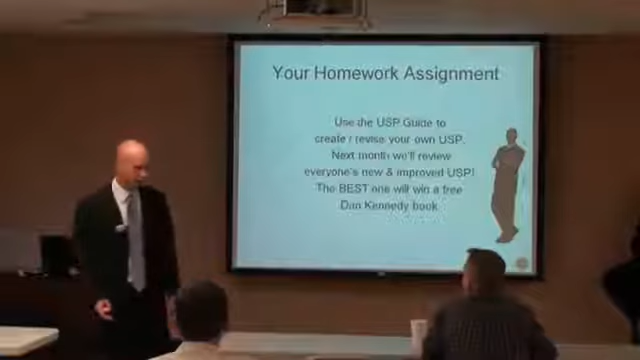 Your Homework Assignment
Use the USP Guide to
create / revise your own USP.
Next month we'll review
everyone's new & improved USP!
The BEST one will win a free
Dan Kennedy book.